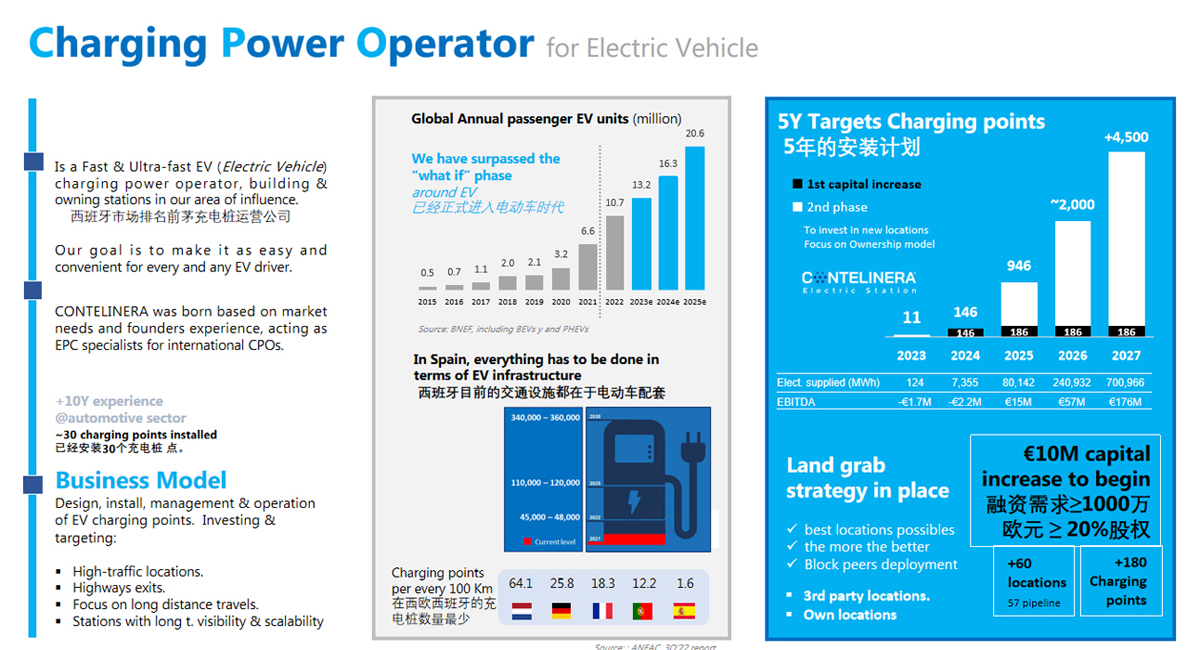 Charging Power Operator for Electric Vehicle
Is a Fast & Ultra-fast EV (Electric Vehicle)
charging power operator, building &
owning stations in our area of influence.
西班牙市场排名前茅充电桩运营公司
Our goal is to make it as easy and
convenient for every and any EV driver.
CONTELINERA was born based on market
needs and founders experience, acting as
EPC specialists for international CPOs.
+10Y experience
@automotive sector
~30 charging points installed
已经安装30个充电桩 点。
Business Model
Design, install, management & operation
of EV charging points. Investing &
targeting:
▪ High-traffic locations.
▪ Highways exits.
▪ Focus on long distance travels.
▪ Stations with long t. visibility & scalability
Global Annual passenger EV units (million)
We have surpassed the
"what if" phase
around EV
已经正式进入电动车时代
0.5 0.7 1.1 2.0 2.1 3.2 6.6 10.7 13.2 16.3 20.6
2015 2016 2017 2018 2019 2020 2021 2022 2023e 2024e 2025e
Source: BNEF, including BEVs y and PHEVs
In Spain, everything has to be done in
terms of EV infrastructure
西班牙目前的交通设施都在于电动车配套
340,000 – 360,000 2030
110,000 – 120,000 2025
45,000 – 48,000 2022
Current level 2021
Charging points
per every 100 Km
在西欧西班牙的充
电桩数量最少
64.1 25.8 18.3 12.2 1.6
Source: : ANFAC, 3Q'22 report
5Y Targets Charging points
5年的安装计划
1st capital increase
2nd phase
To invest In new locations
Focus on Ownership model
CONTELINERA
Electric Station
11 146 946 ~2,000 +4,500
146 186 186 186
2023 2024 2025 2026 2027
Elect. supplied (MWh) 124 7,355 80,142 240,932 700,966
EBITDA -€1.7M -€2.2M €15M €57M €176M
Land grab
strategy in place
✓ best locations possibles
✓ the more the better
✓ Block peers deployment
▪ 3rd party locations.
▪ Own locations
€10M capital
increase to begin
融资需求≥1000万
欧元 ≥ 20%股权
+60
locations
57 pipeline
+180
Charging
points